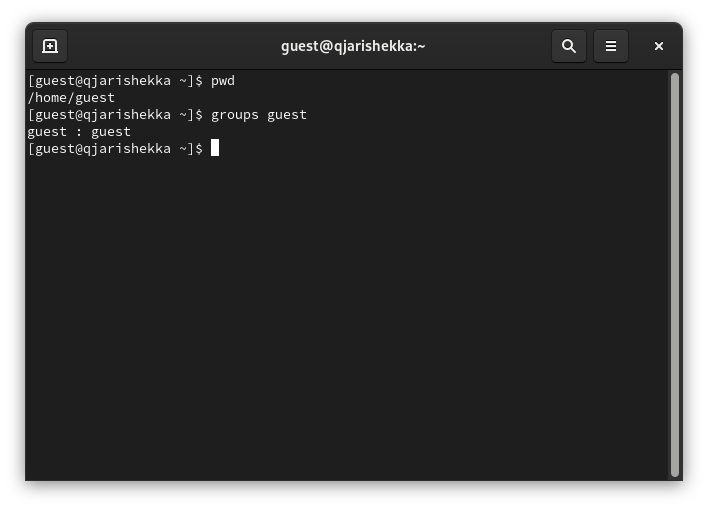 guest@qjarishekka:~
[guest@qjarishekka ~]$ pwd
/home/guest
[guest@qjarishekka ~]$ groups guest
guest : guest
[guest@qjarishekka ~]$